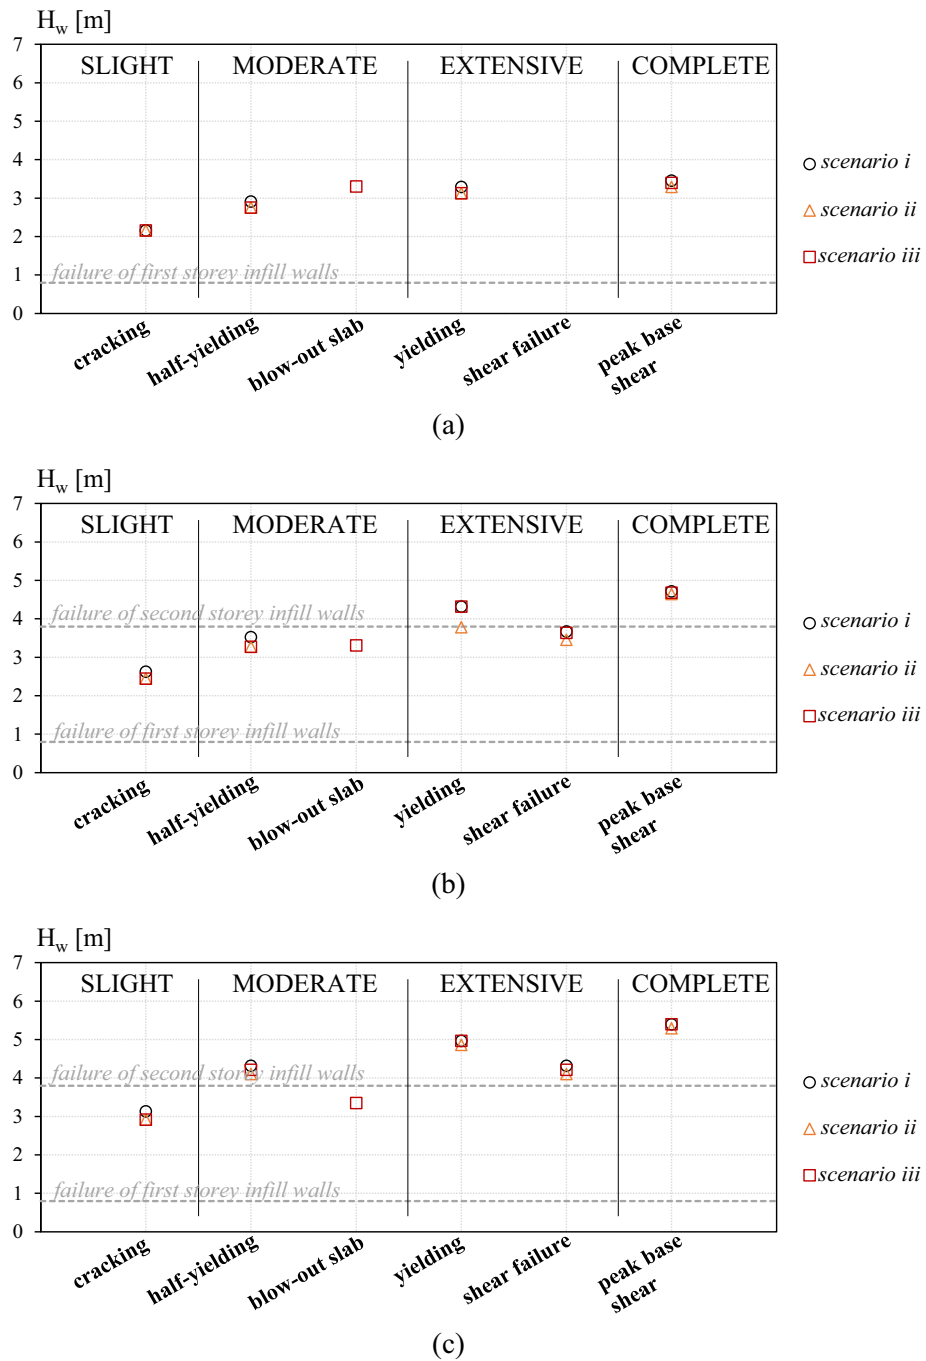 H_w [m]
7
SLIGHT MODERATE EXTENSIVE COMPLETE
6
5
4
scenario i
3
scenario ii
2
scenario iii
failure of first storey infill walls
1
0
cracking half-yielding blow-out slab yielding shear failure peak base shear
(a)
H_w [m]
7
SLIGHT MODERATE EXTENSIVE COMPLETE
6
5
failure of second storey infill walls
4
scenario i
3
scenario ii
2
scenario iii
failure of first storey infill walls
1
0
cracking half-yielding blow-out slab yielding shear failure peak base shear
(b)
H_w [m]
7
SLIGHT MODERATE EXTENSIVE COMPLETE
6
5
failure of second storey infill walls
4
scenario i
3
scenario ii
2
scenario iii
failure of first storey infill walls
1
0
cracking half-yielding blow-out slab yielding shear failure peak base shear
(c)